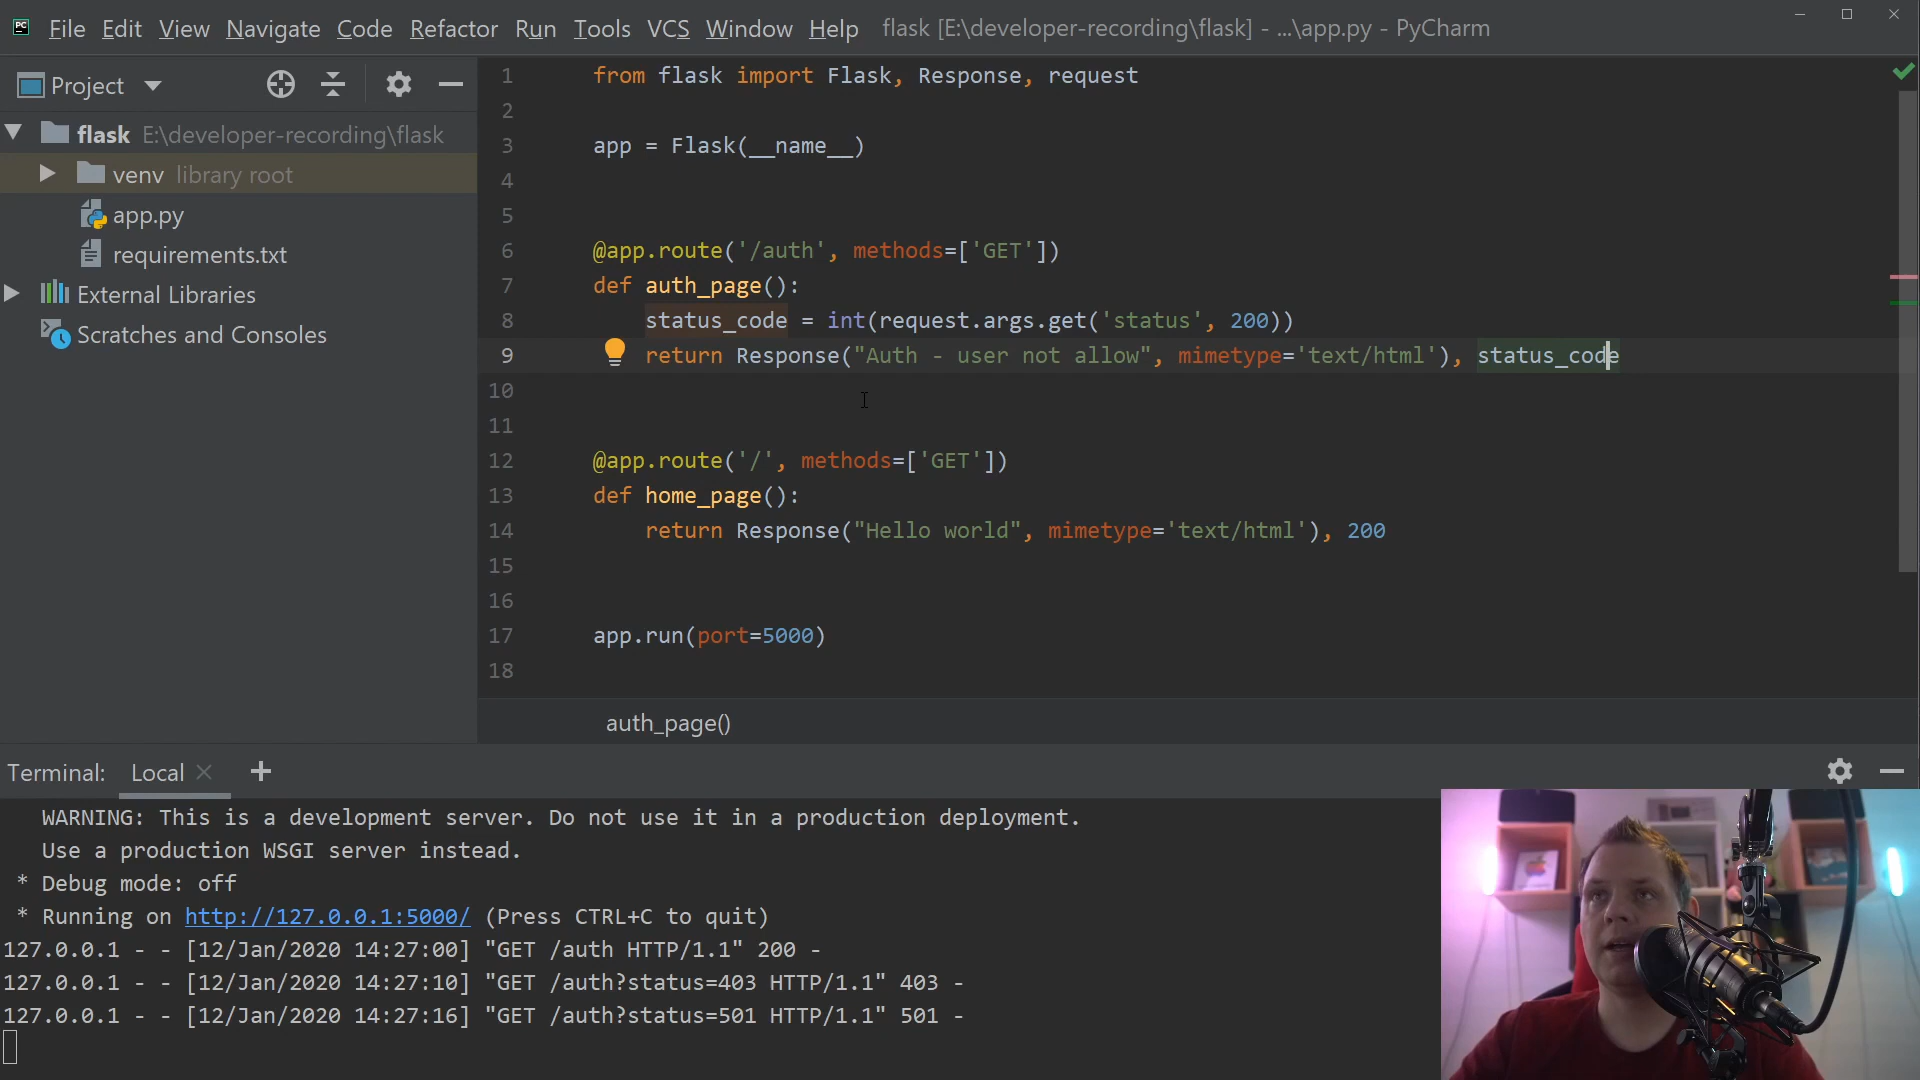 PC File Edit View Navigate Code Refactor Run Tools VCS Window Help flask [E:\developer-recording\flask] - ...\app.py - PyCharm
Project
flask E:\developer-recording\flask
venv library root
app.py
requirements.txt
External Libraries
Scratches and Consoles
1 from flask import Flask, Response, request
2
3 app = Flask(__name__)
4
5
6 @app.route('/auth', methods=['GET'])
7 def auth_page():
8 status_code = int(request.args.get('status', 200))
9 return Response("Auth - user not allow", mimetype='text/html'), status_code
10
11
12 @app.route('/', methods=['GET'])
13 def home_page():
14 return Response("Hello world", mimetype='text/html'), 200
15
16
17 app.run(port=5000)
18
auth_page()
Terminal: Local
WARNING: This is a development server. Do not use it in a production deployment.
Use a production WSGI server instead.
* Debug mode: off
* Running on http://127.0.0.1:5000/ (Press CTRL+C to quit)
127.0.0.1 - - [12/Jan/2020 14:27:00] "GET /auth HTTP/1.1" 200 -
127.0.0.1 - - [12/Jan/2020 14:27:10] "GET /auth?status=403 HTTP/1.1" 403 -
127.0.0.1 - - [12/Jan/2020 14:27:16] "GET /auth?status=501 HTTP/1.1" 501 -